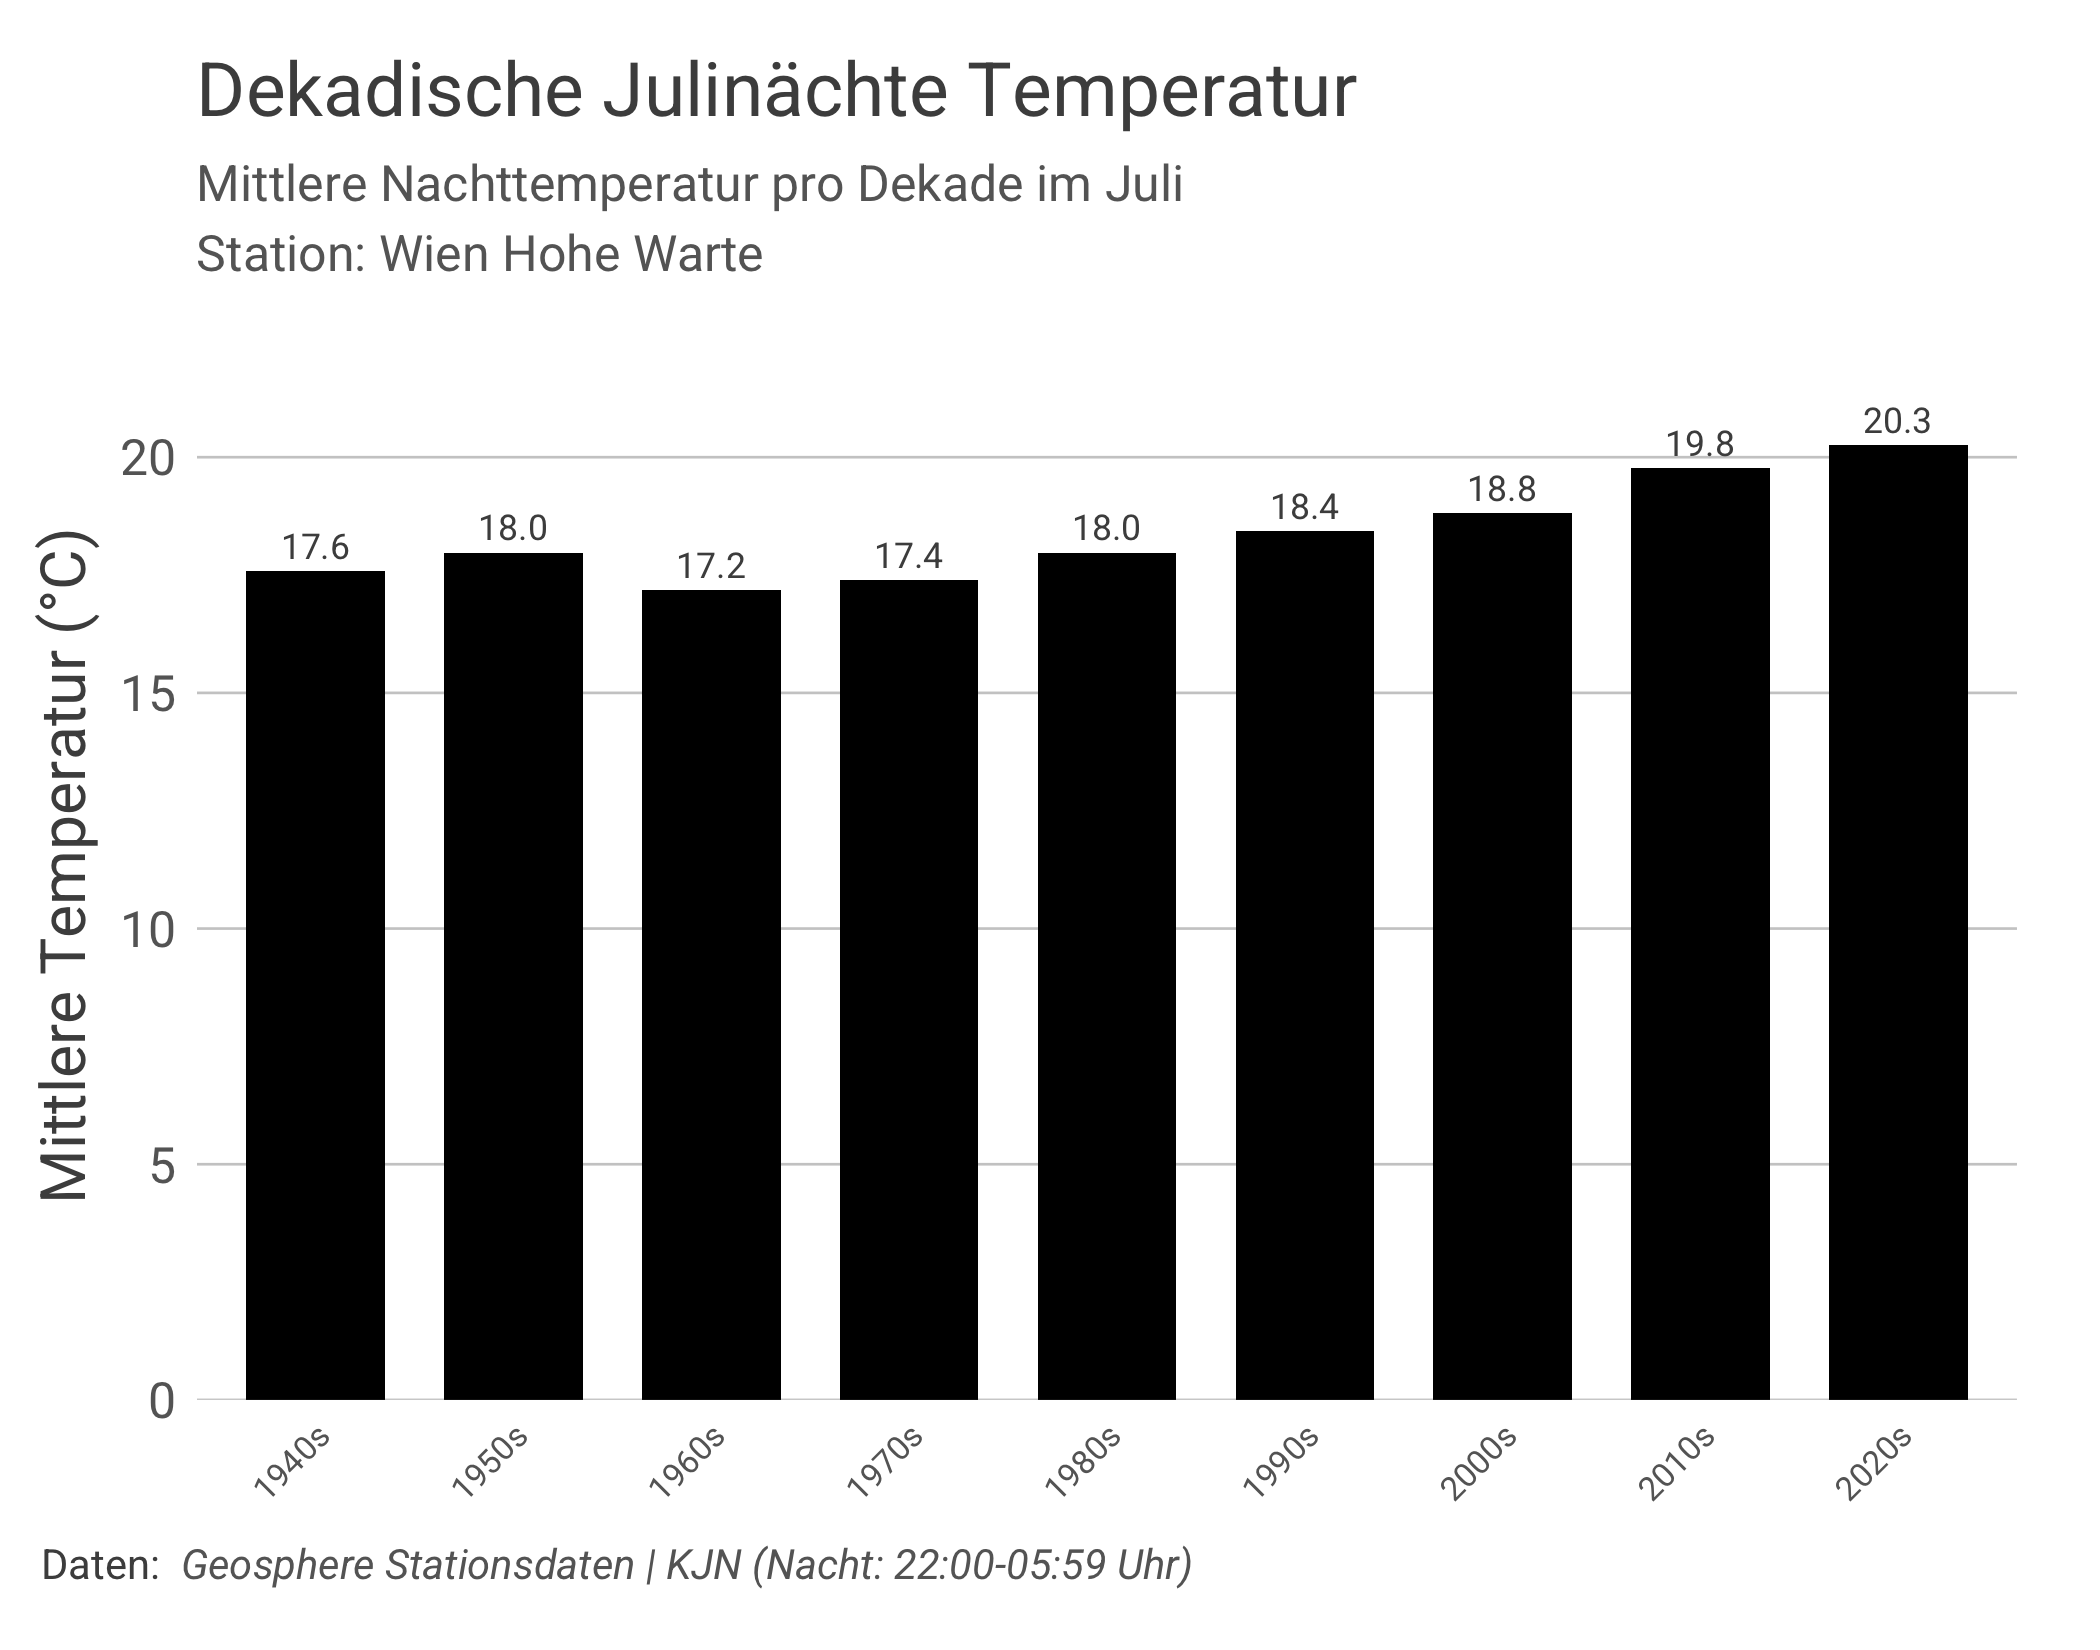 Dekadische Julinächte Temperatur
Mittlere Nachttemperatur pro Dekade im Juli
Station: Wien Hohe Warte
Mittlere Temperatur (°C)
20
15
10
5
0
17.6
18.0
17.2
17.4
18.0
18.4
18.8
19.8
20.3
1940s
1950s
1960s
1970s
1980s
1990s
2000s
2010s
2020s
Daten: Geosphere Stationsdaten | KJN (Nacht: 22:00-05:59 Uhr)